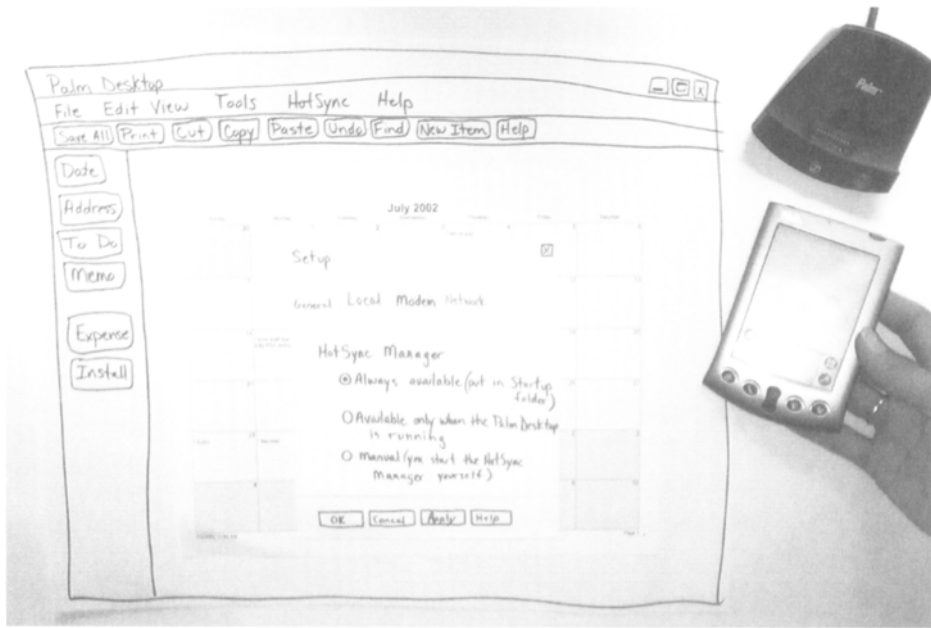 Palm Desktop
File Edit View Tools HotSync Help
Save All Print Cut Copy Paste Undo Find New Item Help
Date
Address
To Do
Memo
Expense
Install
July 2002
Setup
General Local Modem Network
HotSync Manager
Always available (put in Startup
folder)
Available only when the Palm Desktop
is running
Manual (you start the HotSync
Manager yourself)
OK Cancel Apply Help
Palm